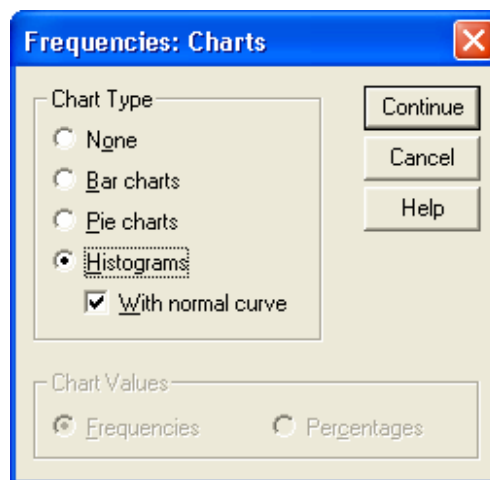 Frequencies: Charts
Chart Type
None
Bar charts
Pie charts
Histograms
With normal curve
Continue
Cancel
Help
Chart Values
Frequencies
Percentages